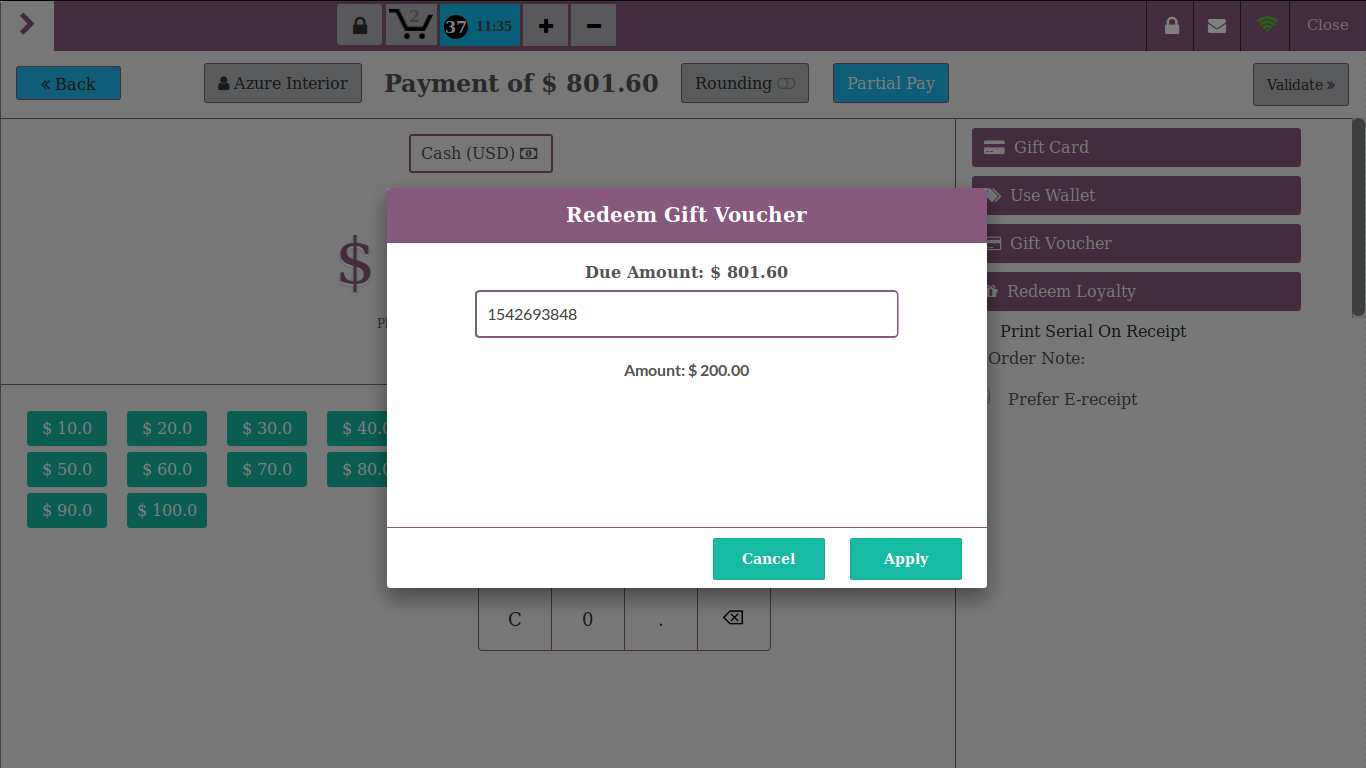 2
37 11:35
Close
Back
Azure Interior
Payment of $ 801.60
Rounding
Partial Pay
Validate
Cash (USD)
Gift Card
Use Wallet
Gift Voucher
Redeem Loyalty
Print Serial On Receipt
Order Note:
Prefer E-receipt
$
Redeem Gift Voucher
Due Amount: $ 801.60
1542693848
Amount: $ 200.00
Cancel
Apply
$ 10.0 $ 20.0 $ 30.0 $ 40.0
$ 50.0 $ 60.0 $ 70.0 $ 80.0
$ 90.0 $ 100.0
C 0 .